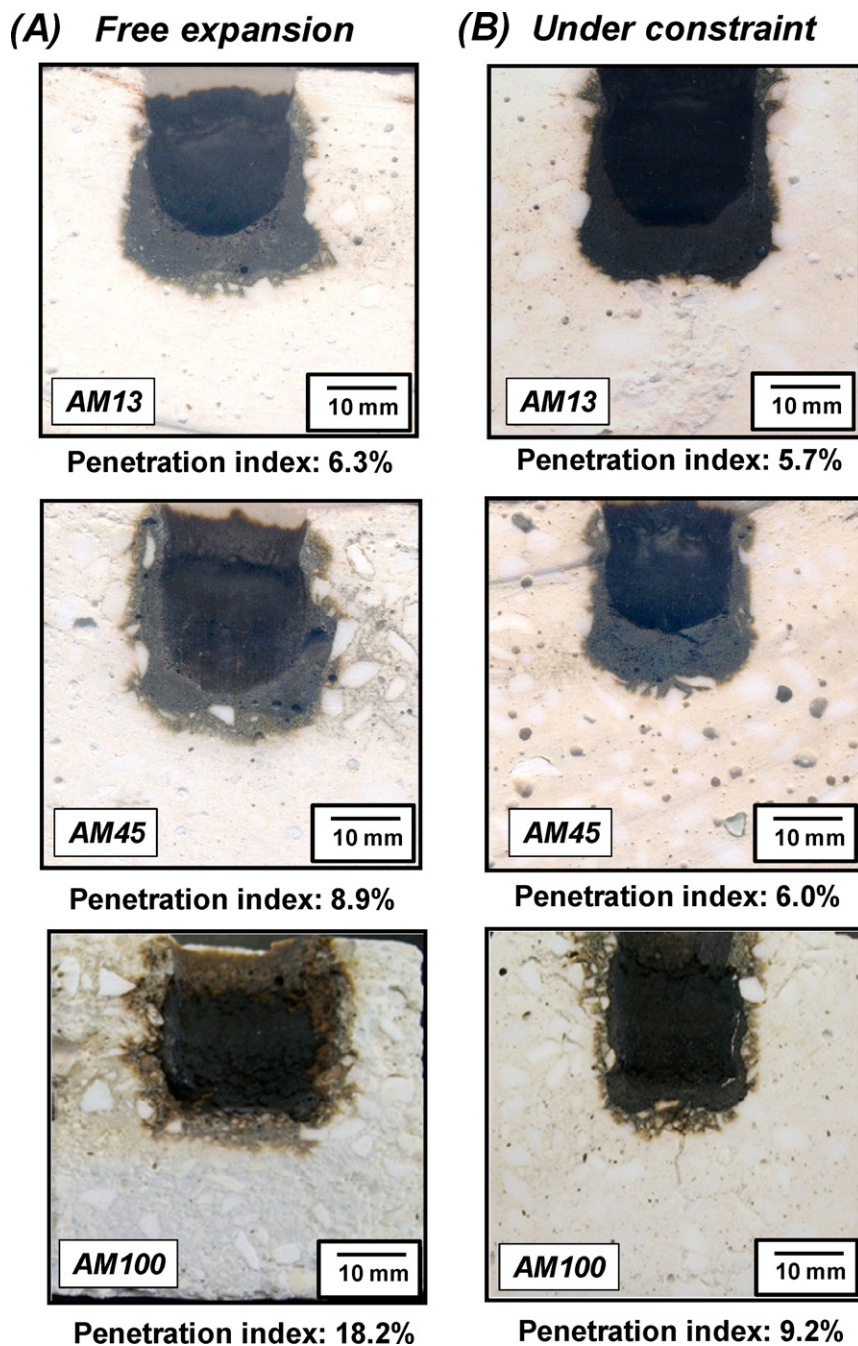 (A) Free expansion
(B) Under constraint
AM13
10 mm
AM13
10 mm
Penetration index: 6.3%
Penetration index: 5.7%
AM45
10 mm
AM45
10 mm
Penetration index: 8.9%
Penetration index: 6.0%
AM100
10 mm
AM100
10 mm
Penetration index: 18.2%
Penetration index: 9.2%